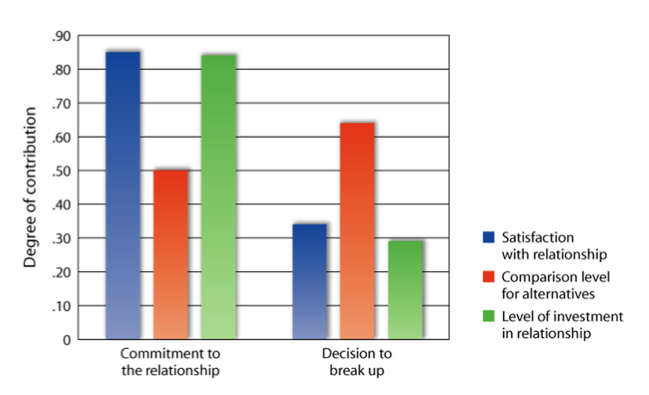 .90
.80
.70
.60
.50
.40
.30
.20
.10
0
Degree of contribution
Commitment to
the relationship
Decision to
break up
Satisfaction
with relationship
Comparison level
for alternatives
Level of investment
in relationship